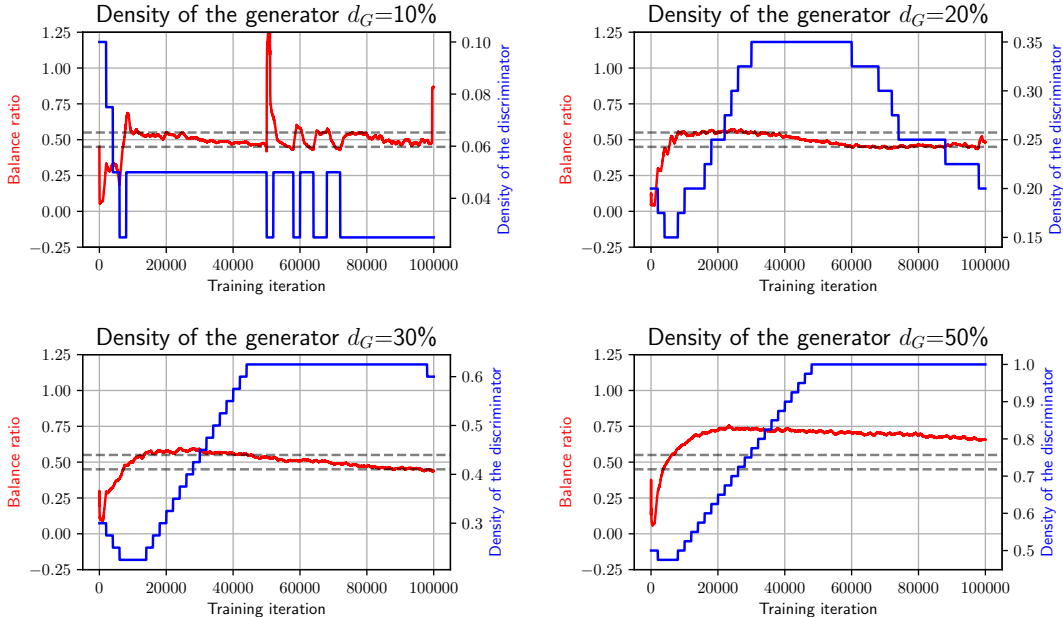 Density of the generator d_G=10%
1.25
1.00
0.75
0.50
0.25
0.00
−0.25
Balance ratio
0.10
0.08
0.06
0.04
Density of the discriminator
0 20000 40000 60000 80000 100000
Training iteration
Density of the generator d_G=20%
1.25
1.00
0.75
0.50
0.25
0.00
−0.25
Balance ratio
0.35
0.30
0.25
0.20
0.15
Density of the discriminator
0 20000 40000 60000 80000 100000
Training iteration
Density of the generator d_G=30%
1.25
1.00
0.75
0.50
0.25
0.00
−0.25
Balance ratio
0.6
0.5
0.4
0.3
Density of the discriminator
0 20000 40000 60000 80000 100000
Training iteration
Density of the generator d_G=50%
1.25
1.00
0.75
0.50
0.25
0.00
−0.25
Balance ratio
1.0
0.9
0.8
0.7
0.6
0.5
Density of the discriminator
0 20000 40000 60000 80000 100000
Training iteration